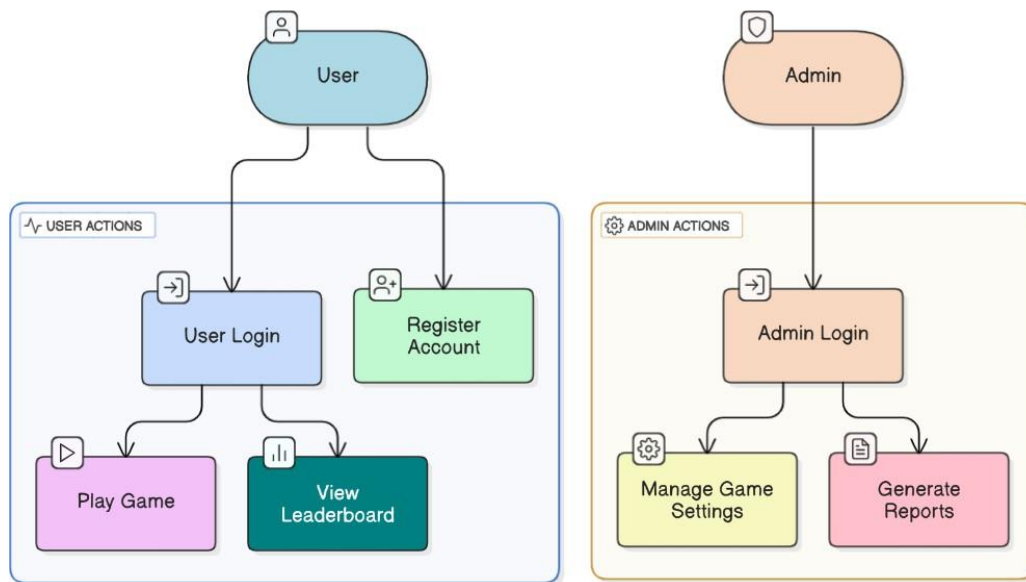 User
Admin
USER ACTIONS
ADMIN ACTIONS
User Login
Register
Account
Admin Login
Play Game
View
Leaderboard
Manage Game
Settings
Generate
Reports